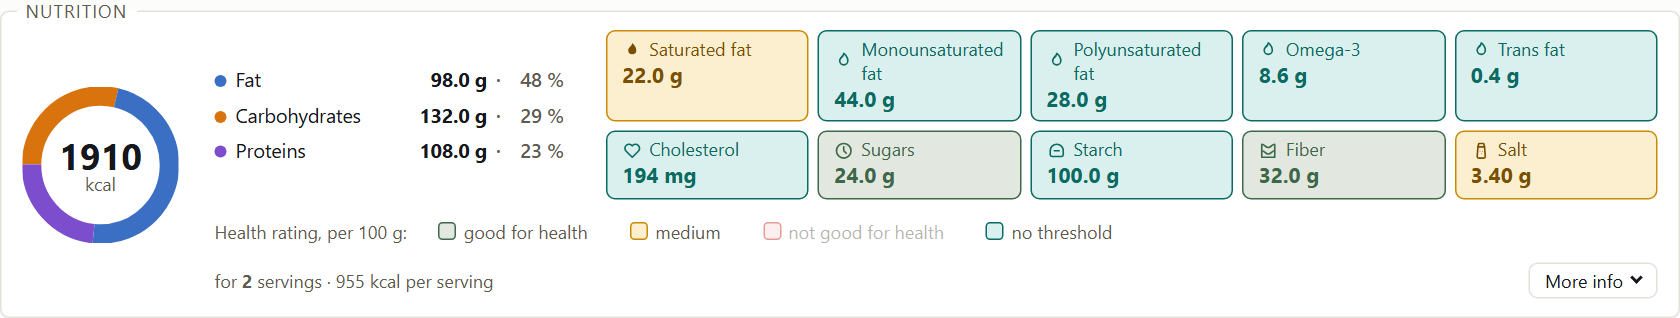 NUTRITION
1910
kcal
Fat 98.0 g · 48 %
Carbohydrates 132.0 g · 29 %
Proteins 108.0 g · 23 %
Saturated fat
22.0 g
Monounsaturated
fat
44.0 g
Polyunsaturated
fat
28.0 g
Omega-3
8.6 g
Trans fat
0.4 g
Cholesterol
194 mg
Sugars
24.0 g
Starch
100.0 g
Fiber
32.0 g
Salt
3.40 g
Health rating, per 100 g: good for health medium not good for health no threshold
for 2 servings · 955 kcal per serving
More info